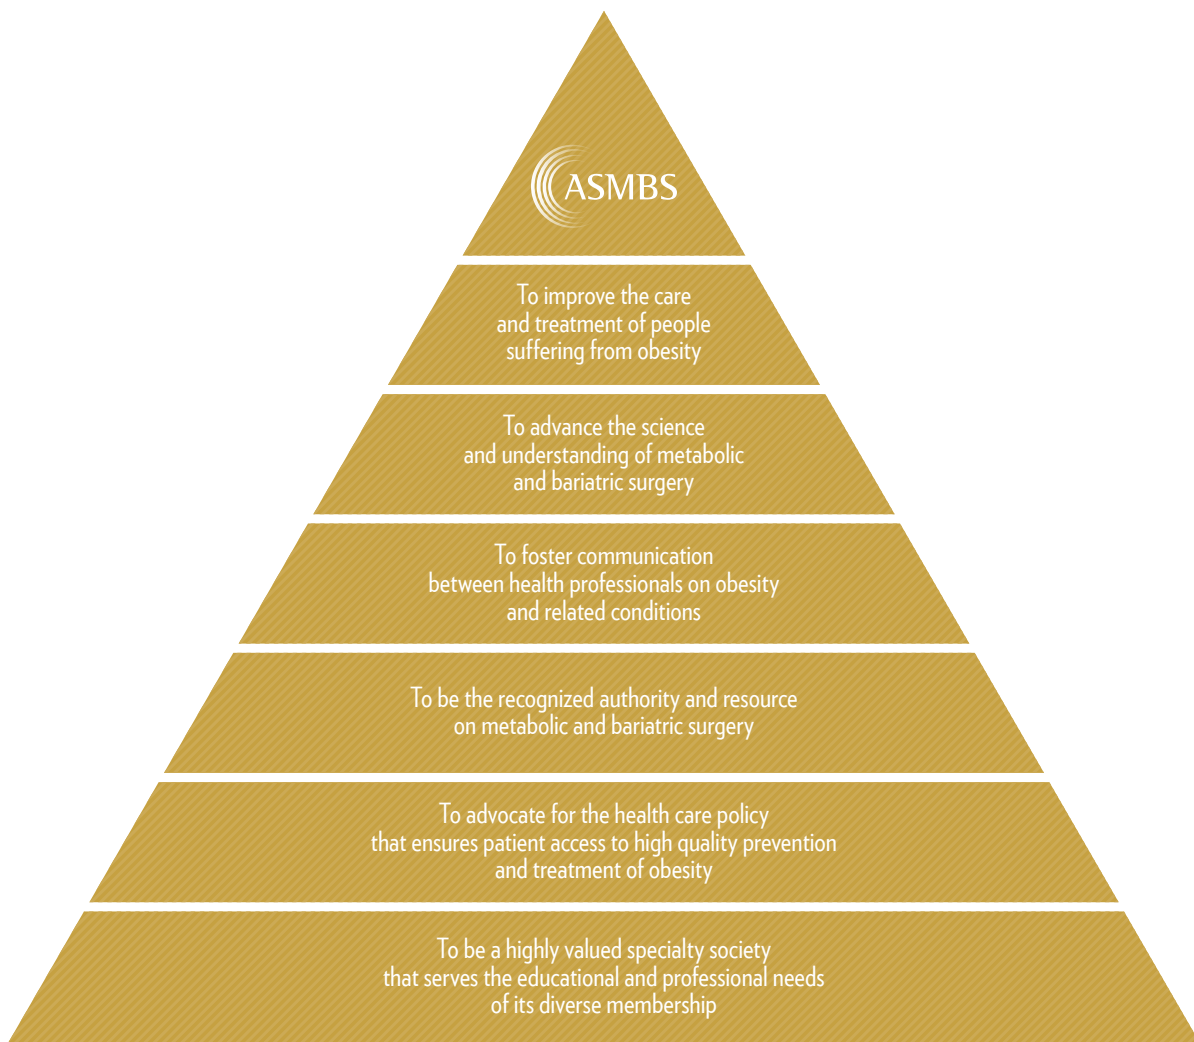 ASMBS
To improve the care
and treatment of people
suffering from obesity
To advance the science
and understanding of metabolic
and bariatric surgery
To foster communication
between health professionals on obesity
and related conditions
To be the recognized authority and resource
on metabolic and bariatric surgery
To advocate for the health care policy
that ensures patient access to high quality prevention
and treatment of obesity
To be a highly valued specialty society
that serves the educational and professional needs
of its diverse membership